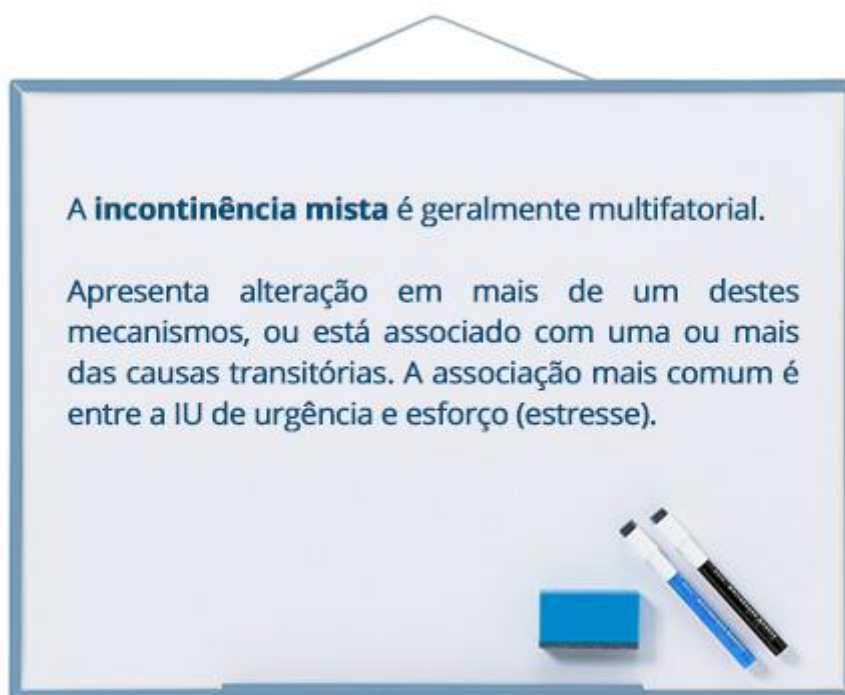 A incontinência mista é geralmente multifatorial.
Apresenta alteração em mais de um destes
mecanismos, ou está associado com uma ou mais
das causas transitórias. A associação mais comum é
entre a IU de urgência e esforço (estresse).